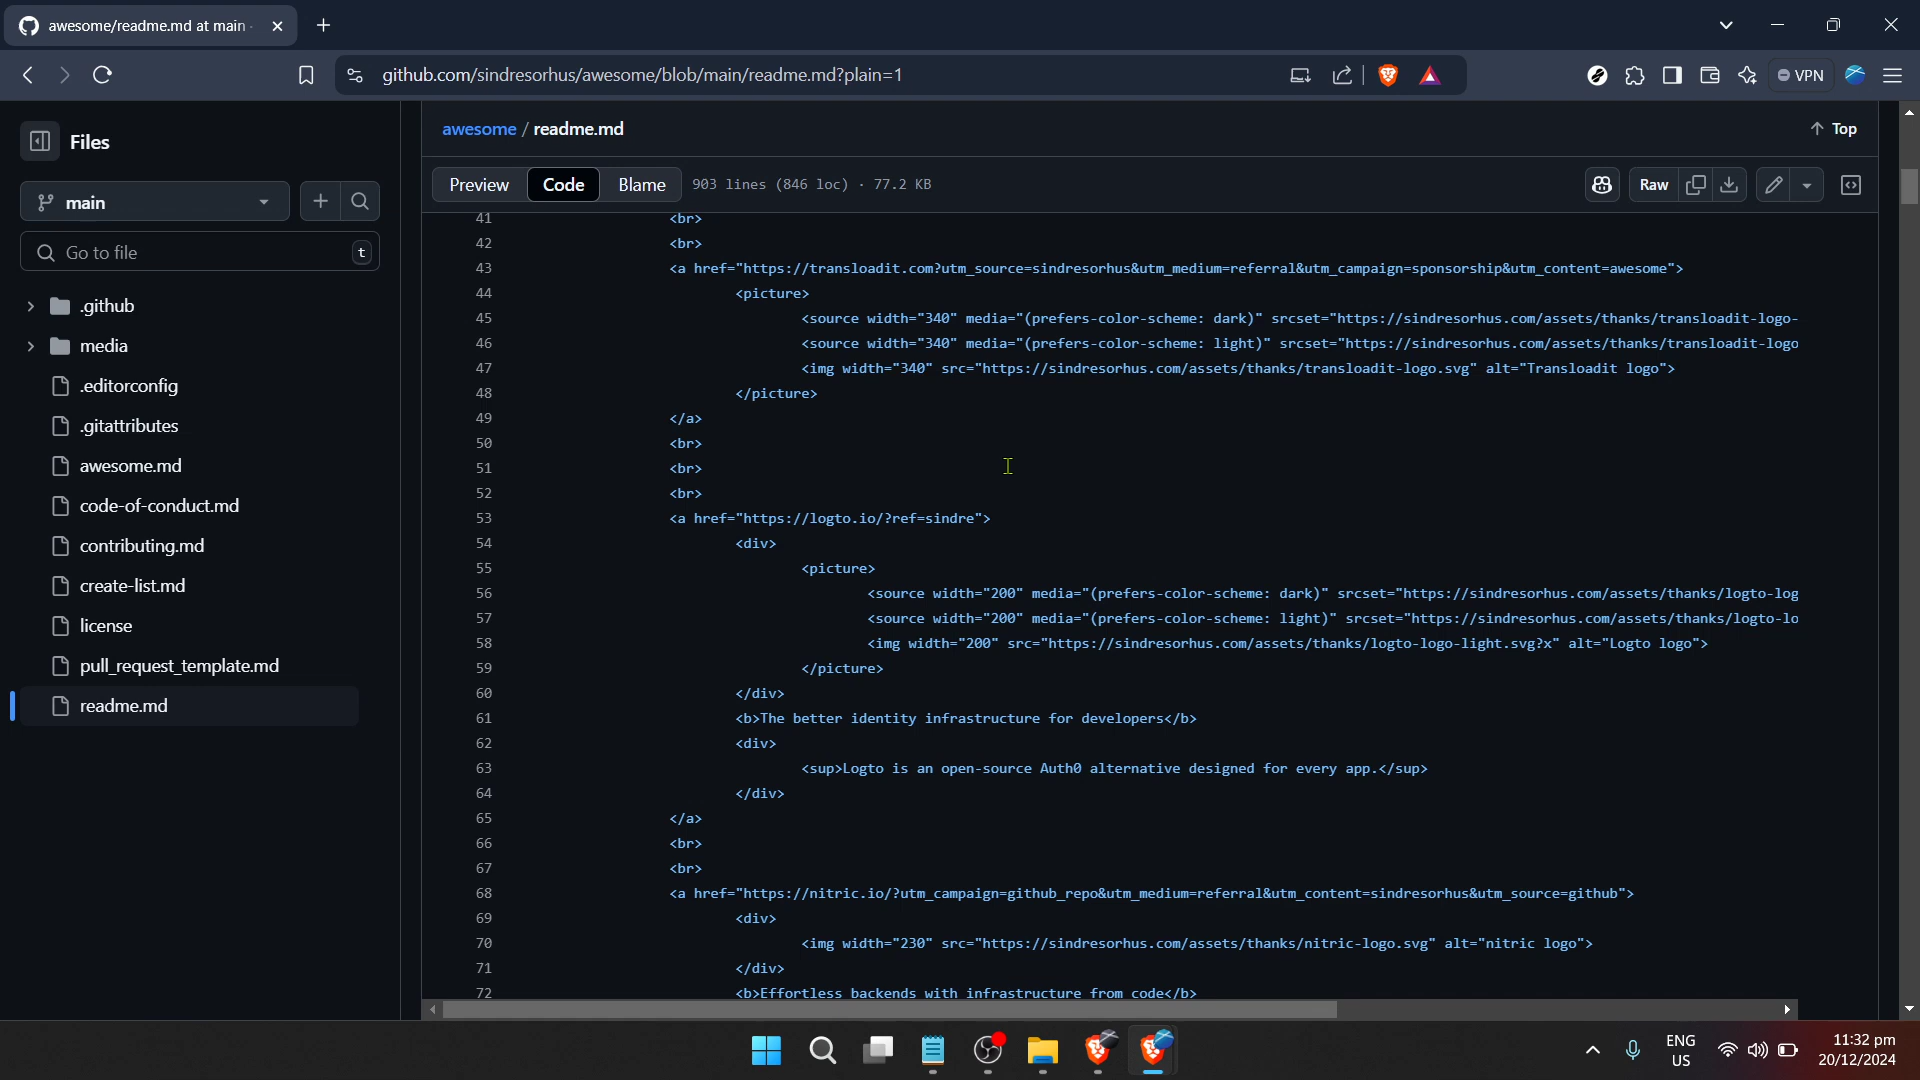 awesome/readme.md at main
github.com/sindresorhus/awesome/blob/main/readme.md?plain=1
VPN
Files
main
Go to file
t
.github
media
.editorconfig
.gitattributes
awesome.md
code-of-conduct.md
contributing.md
create-list.md
license
pull_request_template.md
readme.md
awesome / readme.md
Top
Preview Code Blame 903 lines (846 loc) · 77.2 KB
Raw
41 <br>
42 <br>
43 <a href="https://transloadit.com?utm_source=sindresorhus&utm_medium=referral&utm_campaign=sponsorship&utm_content=awesome">
44 <picture>
45 <source width="340" media="(prefers-color-scheme: dark)" srcset="https://sindresorhus.com/assets/thanks/transloadit-logo-
46 <source width="340" media="(prefers-color-scheme: light)" srcset="https://sindresorhus.com/assets/thanks/transloadit-logo
47 <img width="340" src="https://sindresorhus.com/assets/thanks/transloadit-logo.svg" alt="Transloadit logo">
48 </picture>
49 </a>
50 <br>
51 <br>
52 <br>
53 <a href="https://logto.io/?ref=sindre">
54 <div>
55 <picture>
56 <source width="200" media="(prefers-color-scheme: dark)" srcset="https://sindresorhus.com/assets/thanks/logto-log
57 <source width="200" media="(prefers-color-scheme: light)" srcset="https://sindresorhus.com/assets/thanks/logto-lo
58 <img width="200" src="https://sindresorhus.com/assets/thanks/logto-logo-light.svg?x" alt="Logto logo">
59 </picture>
60 </div>
61 <b>The better identity infrastructure for developers</b>
62 <div>
63 <sup>Logto is an open-source Auth0 alternative designed for every app.</sup>
64 </div>
65 </a>
66 <br>
67 <br>
68 <a href="https://nitric.io/?utm_campaign=github_repo&utm_medium=referral&utm_content=sindresorhus&utm_source=github">
69 <div>
70 <img width="230" src="https://sindresorhus.com/assets/thanks/nitric-logo.svg" alt="nitric logo">
71 </div>
72 <b>Effortless backends with infrastructure from code</b>
ENG
US
11:32 pm
20/12/2024